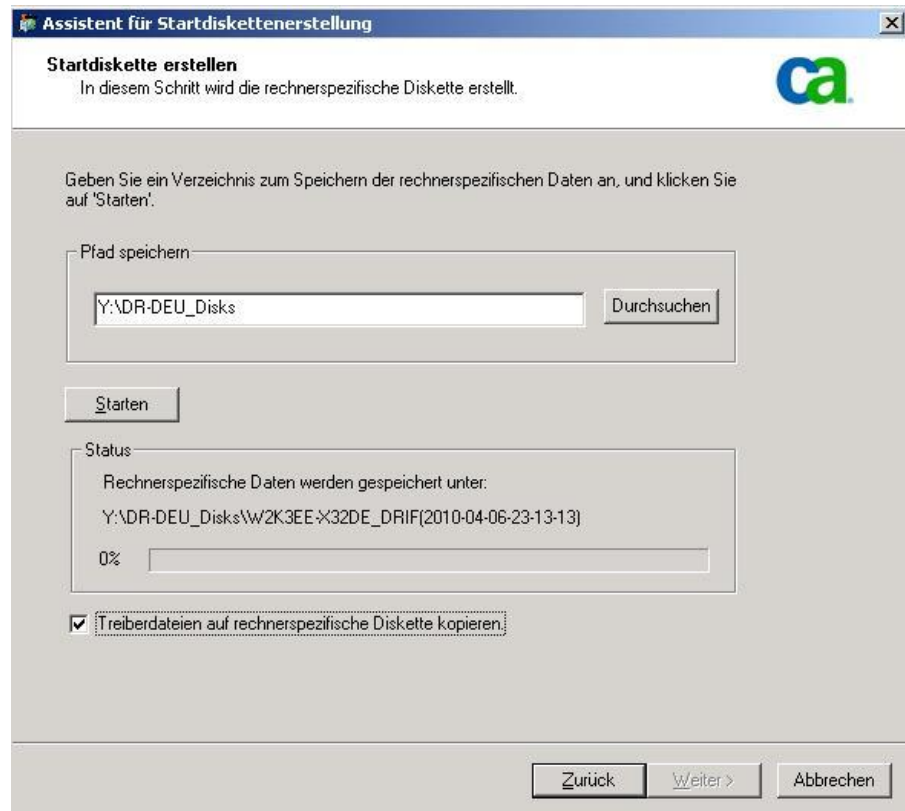 Assistent für Startdiskettenerstellung
Startdiskette erstellen
In diesem Schritt wird die rechnerspezifische Diskette erstellt.
ca
Geben Sie ein Verzeichnis zum Speichern der rechnerspezifischen Daten an, und klicken Sie
auf 'Starten'.
Pfad speichern
Y:\DR-DEU_Disks
Durchsuchen
Starten
Status
Rechnerspezifische Daten werden gespeichert unter:
Y:\DR-DEU_Disks\W2K3EE-X32DE_DRIF(2010-04-06-23-13-13)
0%
Treiberdateien auf rechnerspezifische Diskette kopieren.
Zurück
Weiter >
Abbrechen